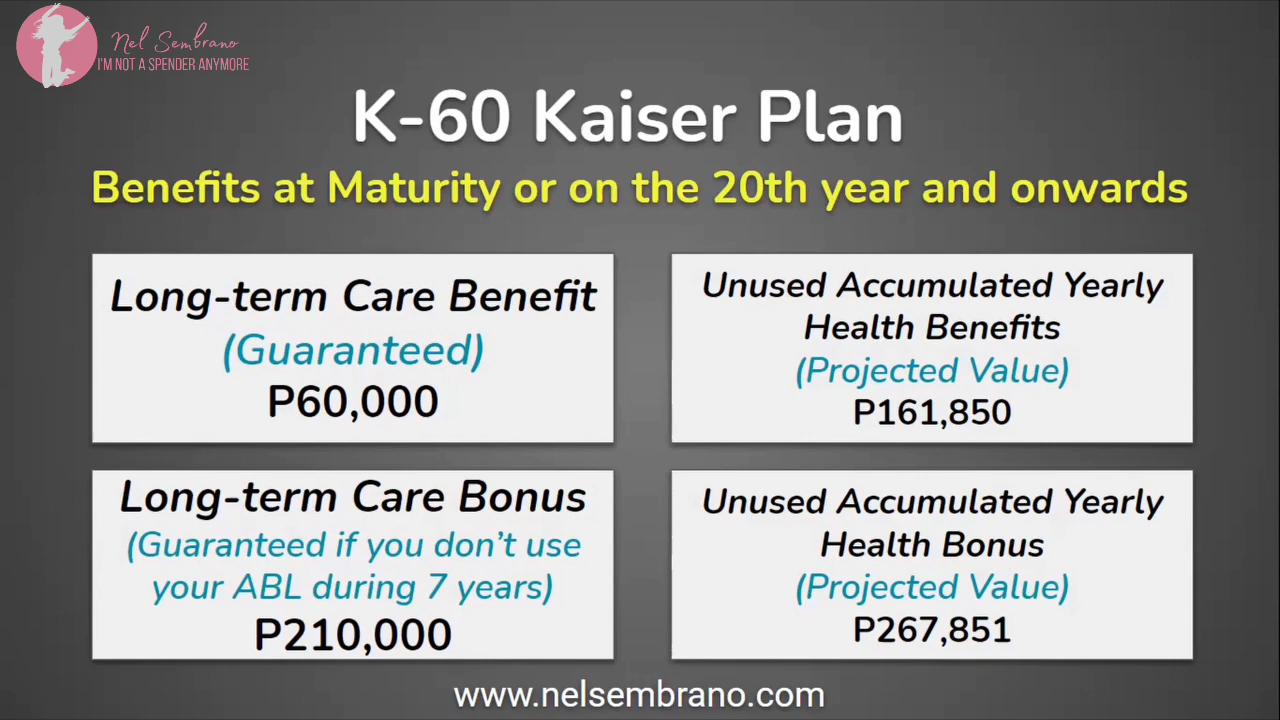 Nel Sembrano
I'M NOT A SPENDER ANYMORE
K-60 Kaiser Plan
Benefits at Maturity or on the 20th year and onwards
Long-term Care Benefit
(Guaranteed)
P60,000
Unused Accumulated Yearly
Health Benefits
(Projected Value)
P161,850
Long-term Care Bonus
(Guaranteed if you don't use
your ABL during 7 years)
P210,000
Unused Accumulated Yearly
Health Bonus
(Projected Value)
P267,851
www.nelsembrano.com